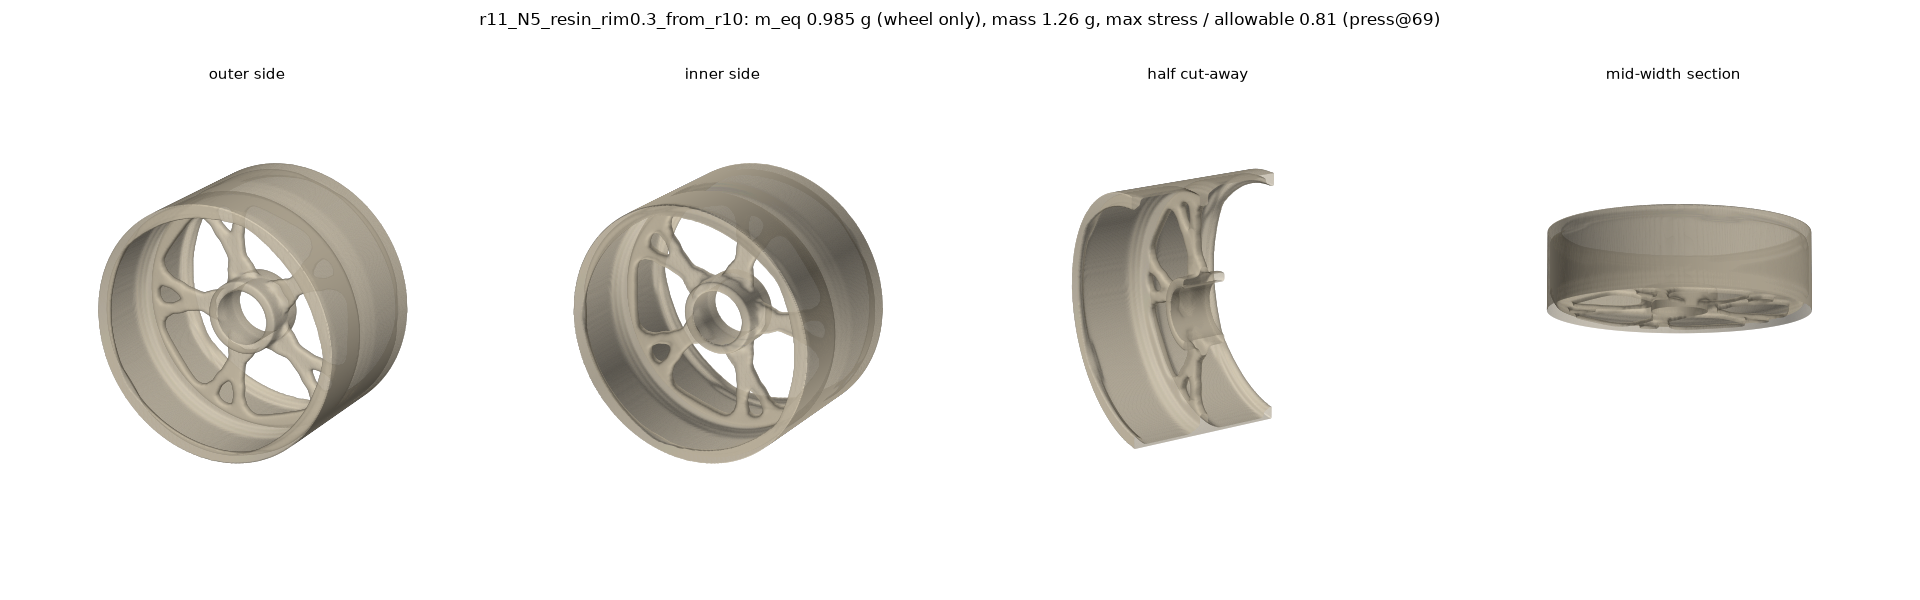 r11_N5_resin_rim0.3_from_r10: m_eq 0.985 g (wheel only), mass 1.26 g, max stress / allowable 0.81 (press@69)
outer side
inner side
half cut-away
mid-width section